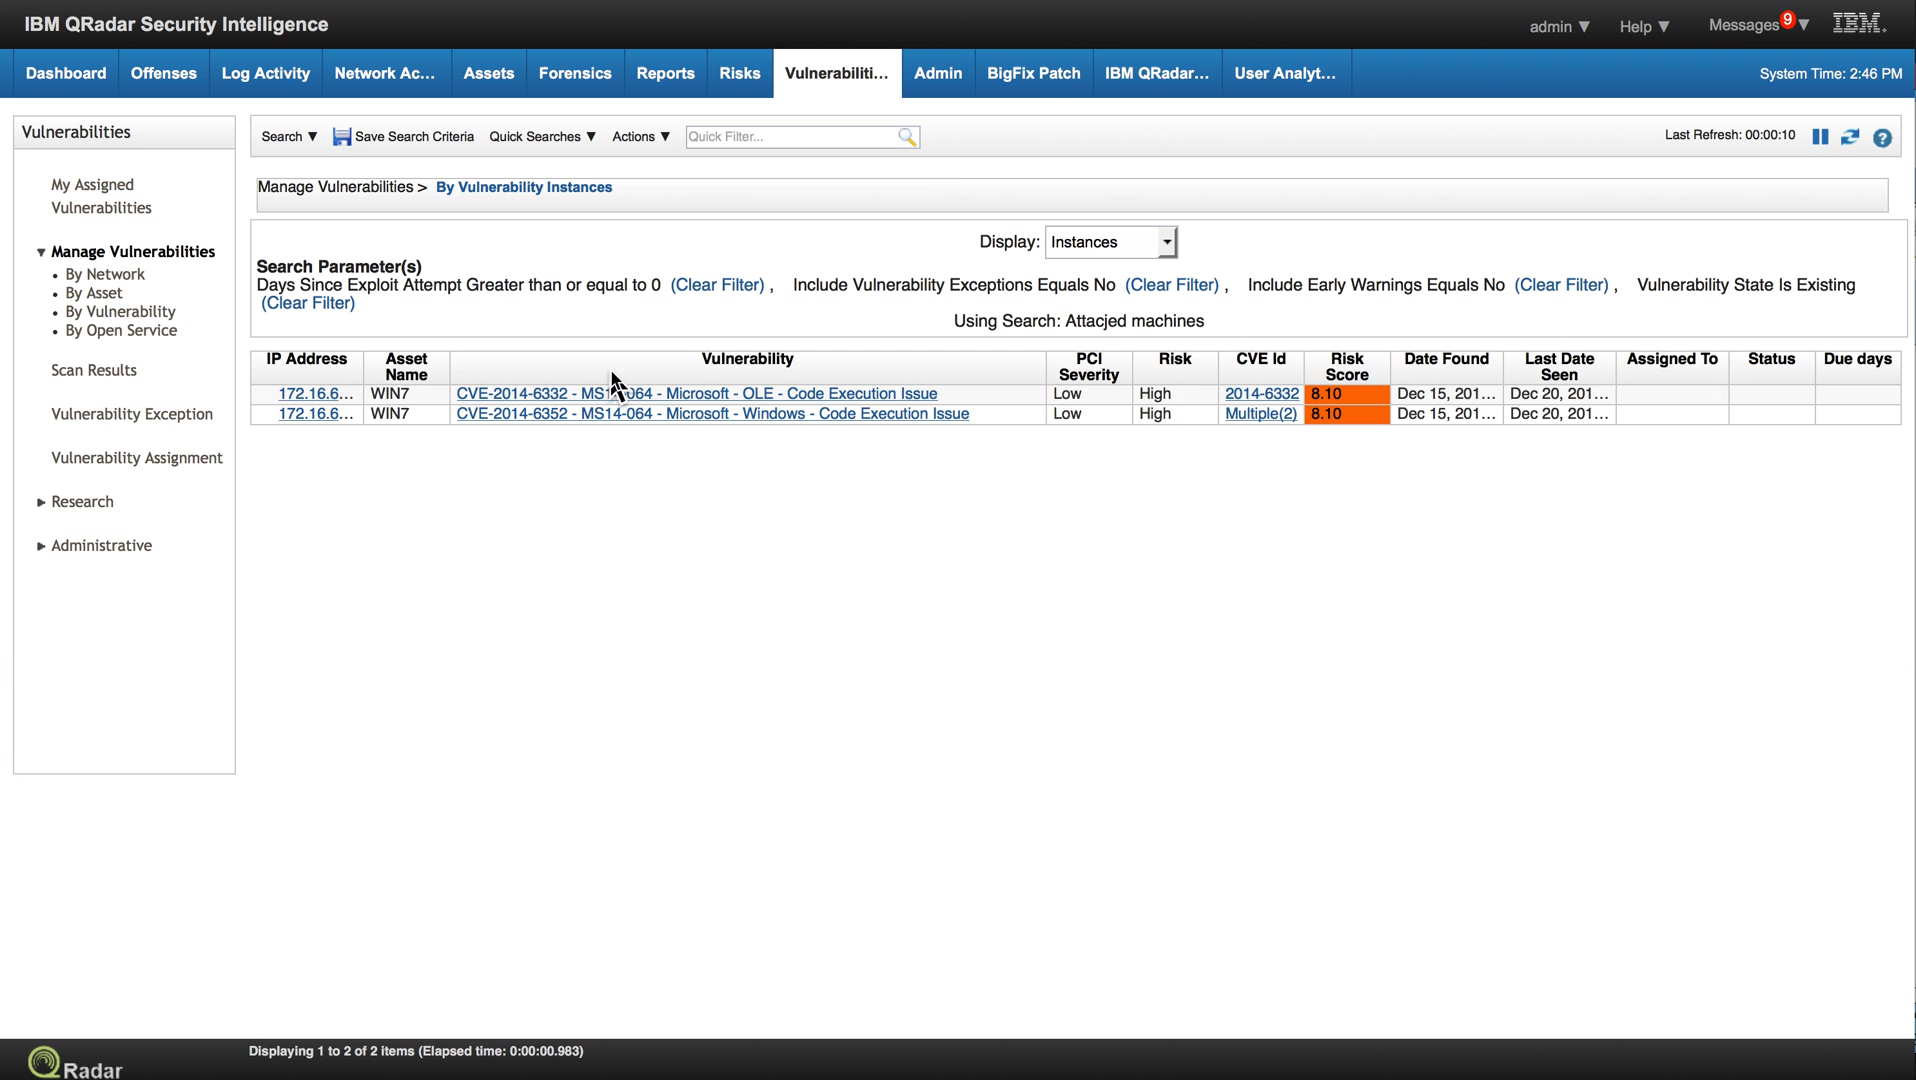 IBM QRadar Security Intelligence
admin ▼ Help ▼ Messages 9 ▼ IBM.
Dashboard Offenses Log Activity Network Ac... Assets Forensics Reports Risks Vulnerabiliti... Admin BigFix Patch IBM QRadar... User Analyt... System Time: 2:46 PM
Vulnerabilities
My Assigned
Vulnerabilities
▼ Manage Vulnerabilities
• By Network
• By Asset
• By Vulnerability
• By Open Service
Scan Results
Vulnerability Exception
Vulnerability Assignment
► Research
► Administrative
Search ▼ Save Search Criteria Quick Searches ▼ Actions ▼ Quick Filter... Last Refresh: 00:00:10 ?
Manage Vulnerabilities > By Vulnerability Instances
Display: Instances
Search Parameter(s)
Days Since Exploit Attempt Greater than or equal to 0 (Clear Filter) , Include Vulnerability Exceptions Equals No (Clear Filter) , Include Early Warnings Equals No (Clear Filter) , Vulnerability State Is Existing
(Clear Filter)
Using Search: Attacjed machines
IP Address Asset Name Vulnerability PCI Severity Risk CVE Id Risk Score Date Found Last Date Seen Assigned To Status Due days
172.16.6... WIN7 CVE-2014-6332 - MS14-064 - Microsoft - OLE - Code Execution Issue Low High 2014-6332 8.10 Dec 15, 201... Dec 20, 201...
172.16.6... WIN7 CVE-2014-6352 - MS14-064 - Microsoft - Windows - Code Execution Issue Low High Multiple(2) 8.10 Dec 15, 201... Dec 20, 201...
QRadar
Displaying 1 to 2 of 2 items (Elapsed time: 0:00:00.983)